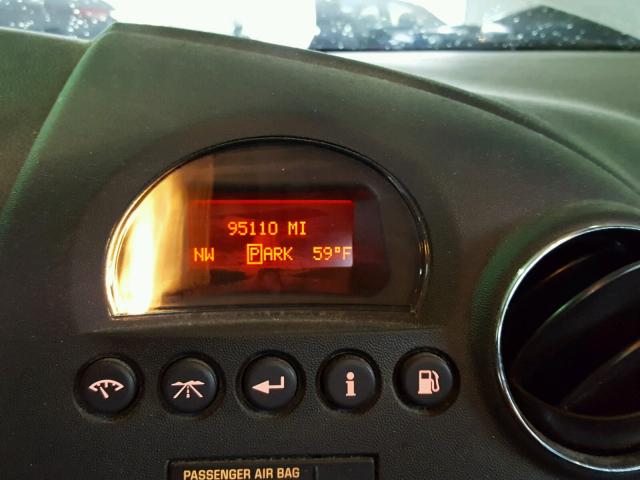 95110 MI
NW PARK 59°F
i
PASSENGER AIR BAG